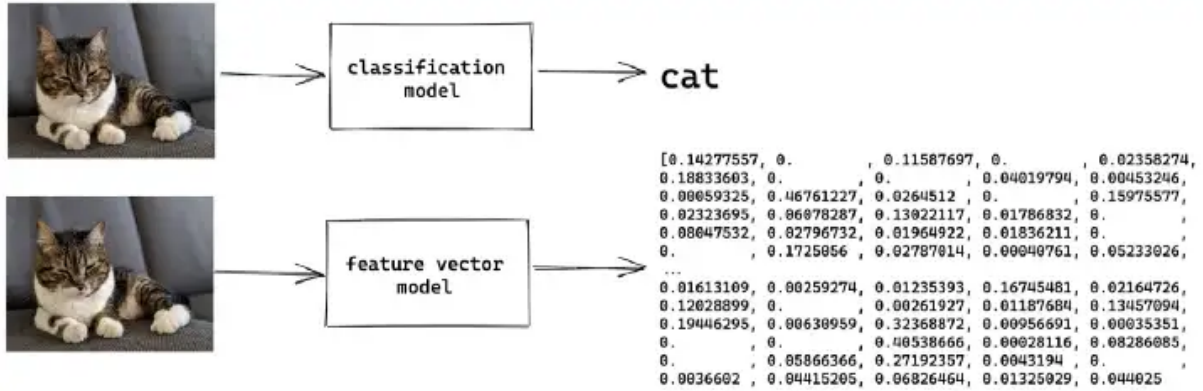 classification
model
cat
feature vector
model
[0.14277557, 0. , 0.11587697, 0. , 0.02358274,
0.18833603, 0. , 0. , 0.04019794, 0.00453246,
0.00059325, 0.46761227, 0.0264512 , 0. , 0.15975577,
0.02323695, 0.06078287, 0.13022117, 0.01786832, 0. ,
0.08047532, 0.02796732, 0.01964922, 0.01836211, 0. ,
0. , 0.1725056 , 0.02787014, 0.00040761, 0.05233026,
...
0.01613109, 0.00259274, 0.01235393, 0.16745481, 0.02164726,
0.12028899, 0. , 0.00261927, 0.01187684, 0.13457094,
0.19446295, 0.00630959, 0.32368872, 0.00956691, 0.00035351,
0. , 0. , 0.40538666, 0.00028116, 0.08286085,
0. , 0.05866366, 0.27192357, 0.0043194 , 0. ,
0.0036602 , 0.04415205, 0.06826464, 0.01325029, 0.044025